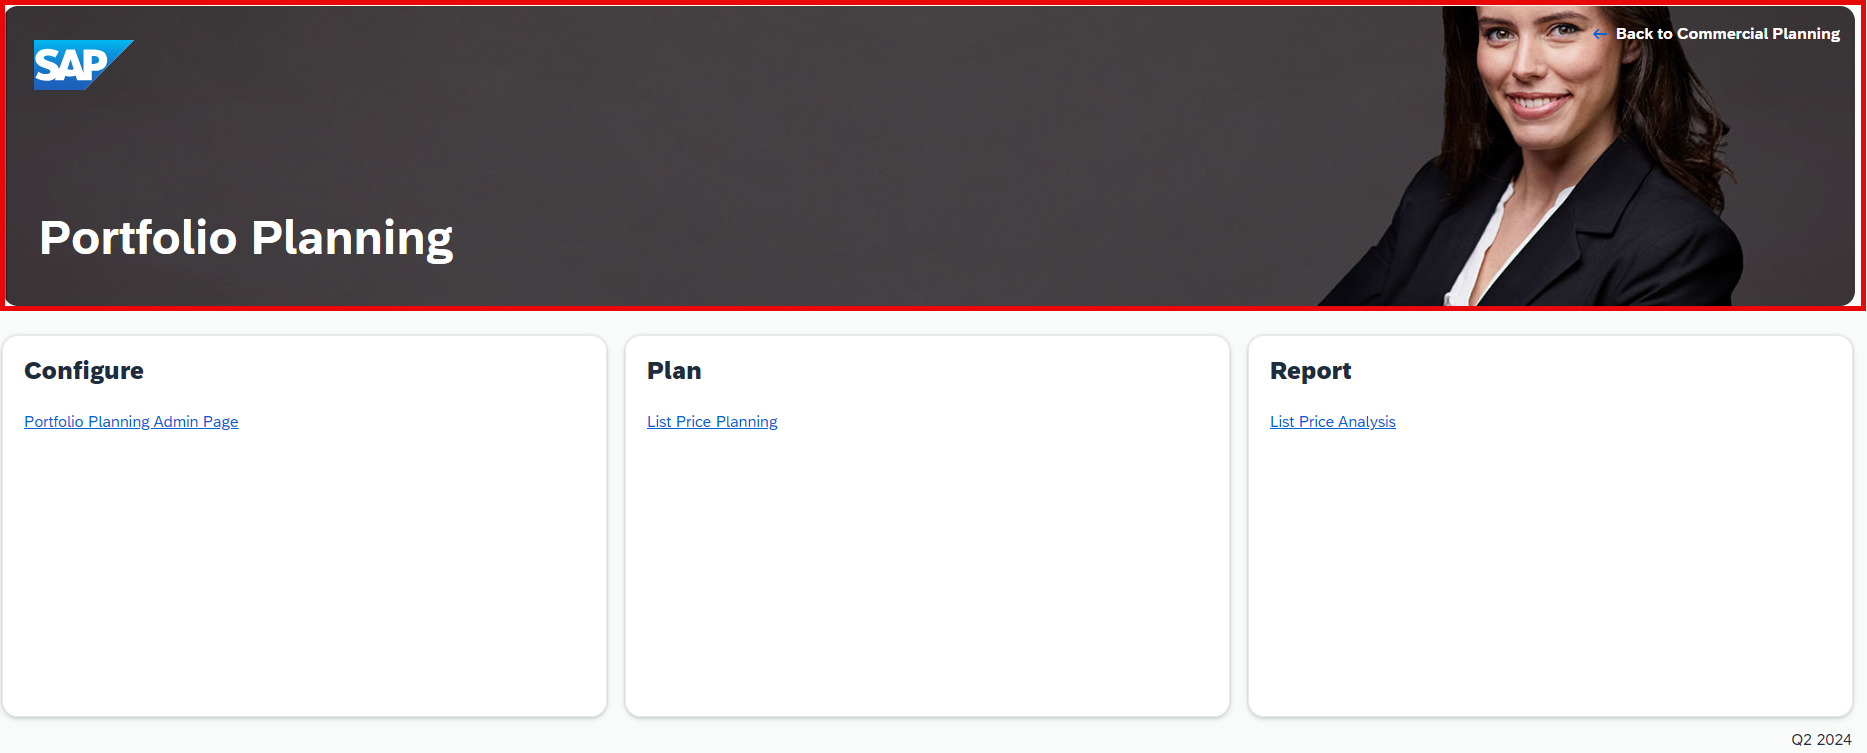 SAP
← Back to Commercial Planning
Portfolio Planning
Configure
Portfolio Planning Admin Page
Plan
List Price Planning
Report
List Price Analysis
Q2 2024